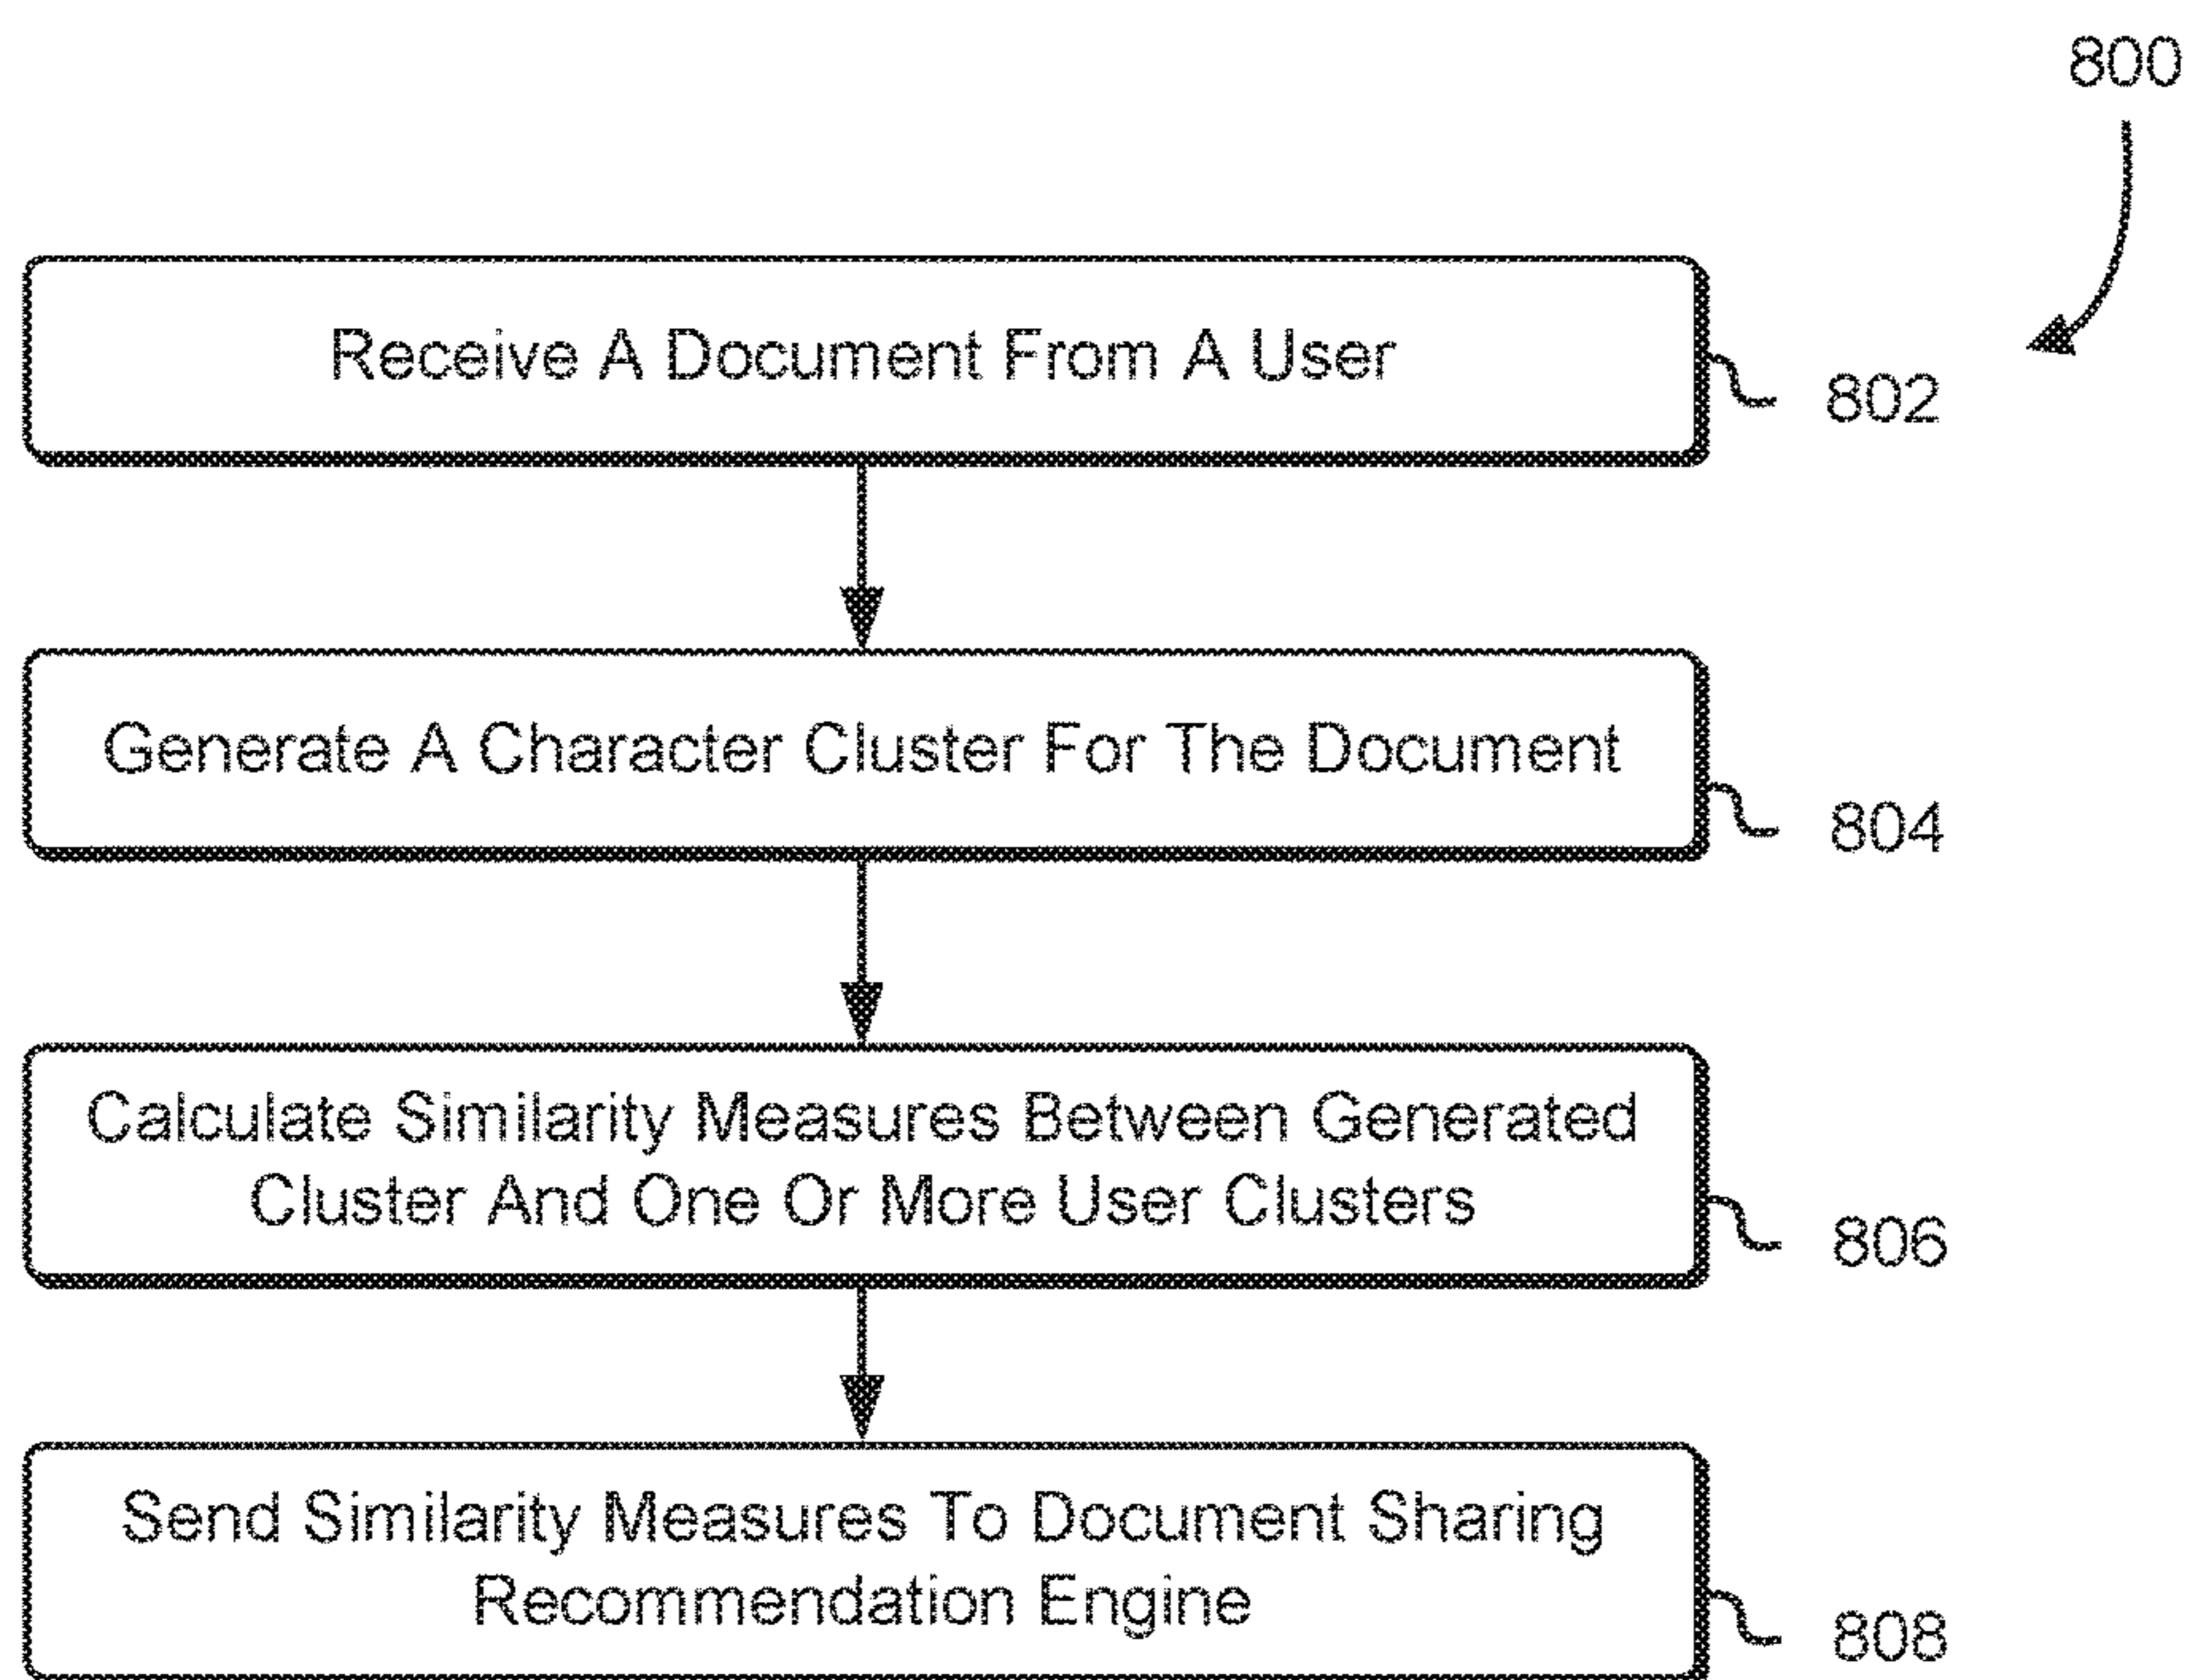 800
Receive A Document From A User
802
Generate A Character Cluster For The Document
804
Calculate Similarity Measures Between Generated
Cluster And One Or More User Clusters
806
Send Similarity Measures To Document Sharing
Recommendation Engine
808